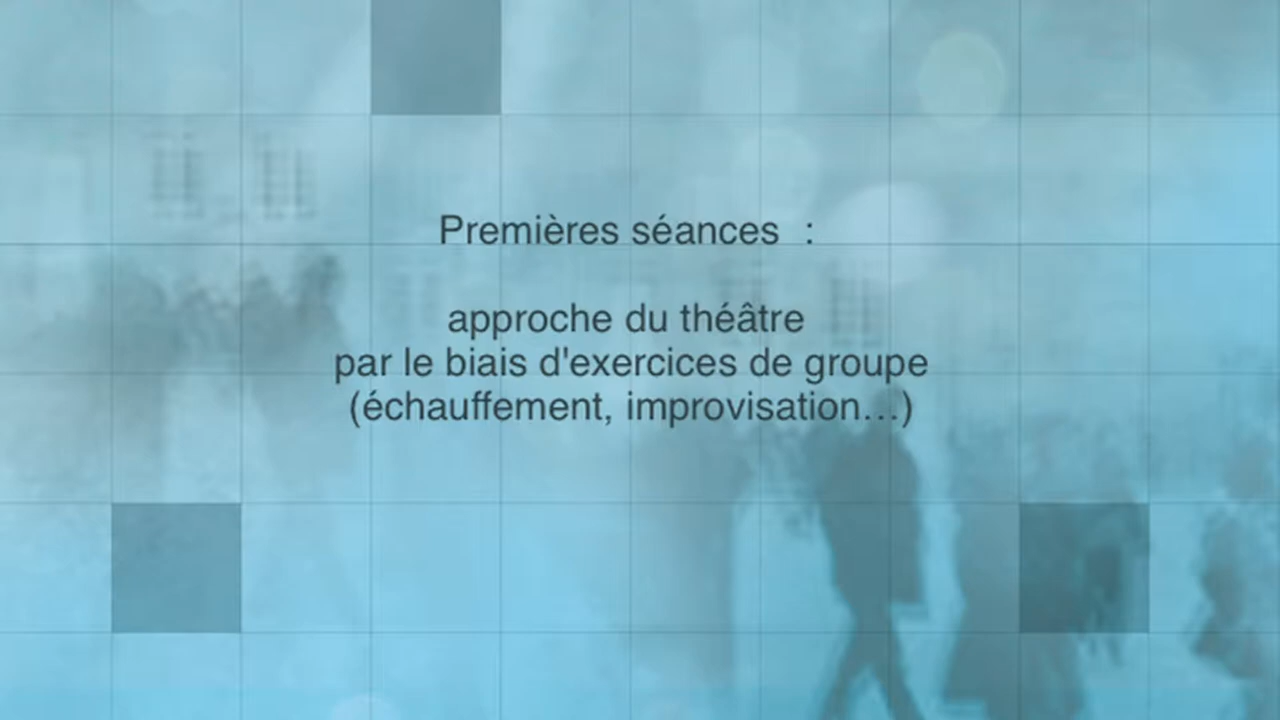 Premières séances  :
approche du théâtre
par le biais d'exercices de groupe
(échauffement, improvisation...)